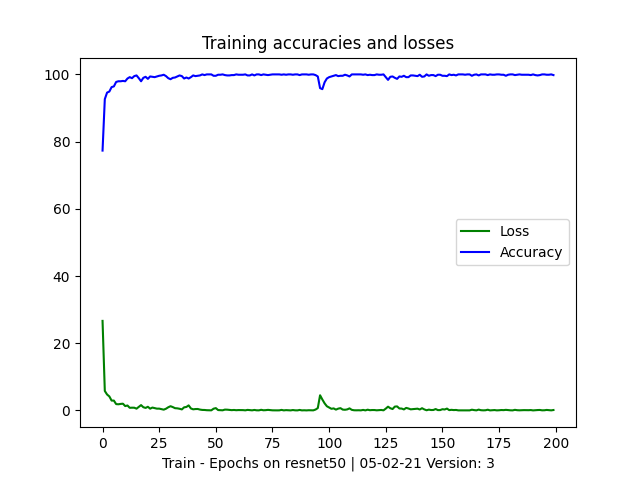 Training accuracies and losses
100
80
60
40
20
0
Loss
Accuracy
0 25 50 75 100 125 150 175 200
Train - Epochs on resnet50 | 05-02-21 Version: 3